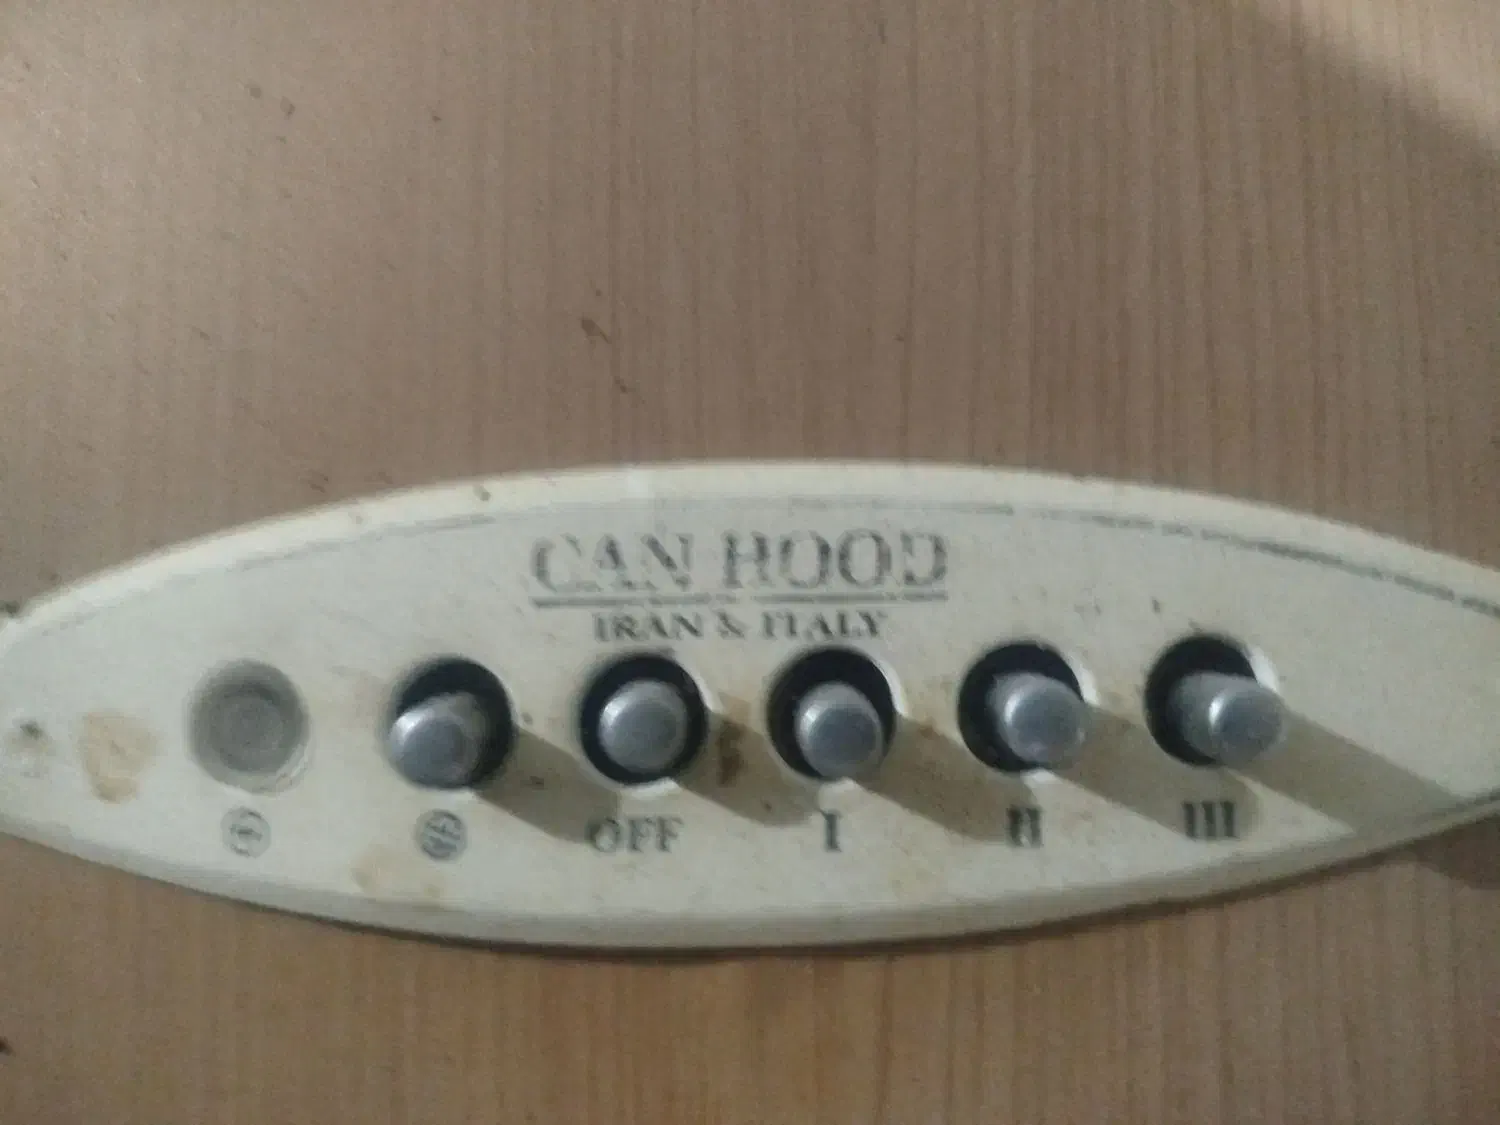 CAN HOOD
IRAN & ITALY
OFF I II III